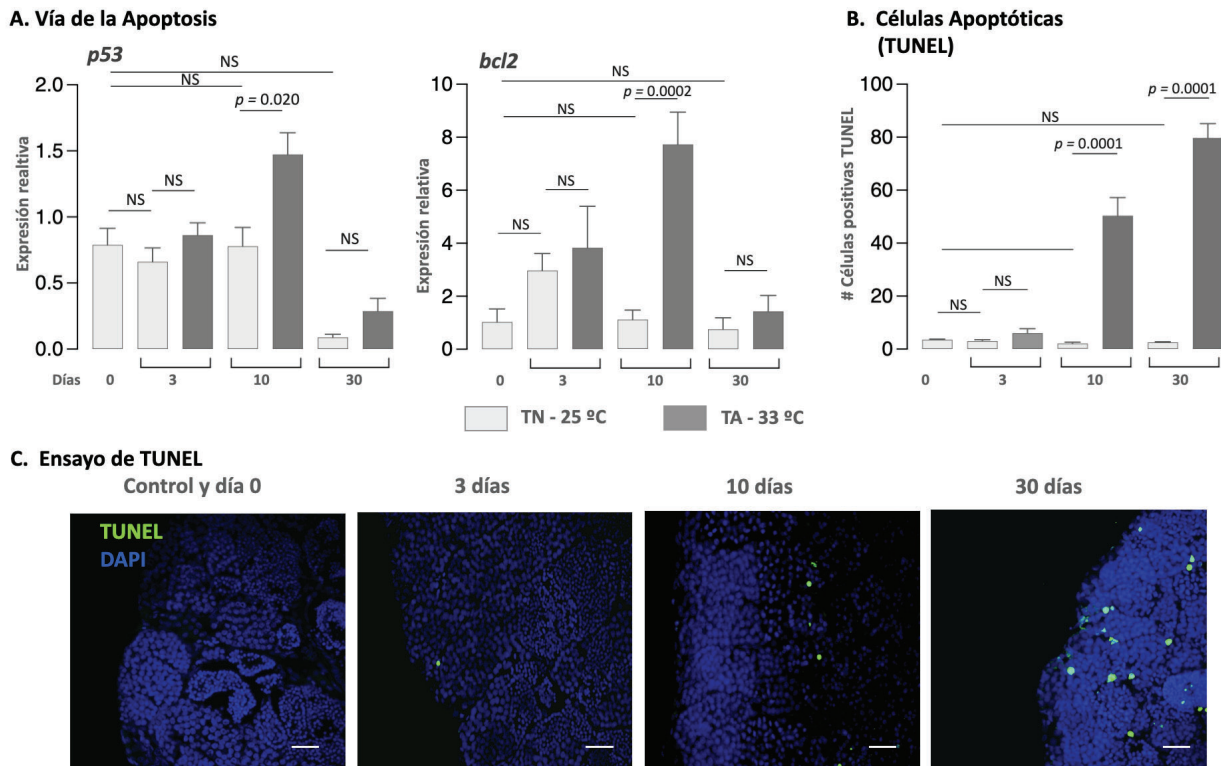 A. Vía de la Apoptosis
p53
NS
NS
p = 0.020
NS
NS
NS
Expresión realtiva
2.0
1.5
1.0
0.5
0.0
Días 0 3 10 30
bcl2
NS
p = 0.0002
NS
NS
NS
NS
Expresión relativa
10
8
6
4
2
0
0 3 10 30
TN - 25 ºC TA - 33 ºC
B. Células Apoptóticas
(TUNEL)
p = 0.0001
NS
p = 0.0001
NS
NS
# Células positivas TUNEL
100
80
60
40
20
0
0 3 10 30
C. Ensayo de TUNEL
Control y día 0 3 días 10 días 30 días
TUNEL
DAPI